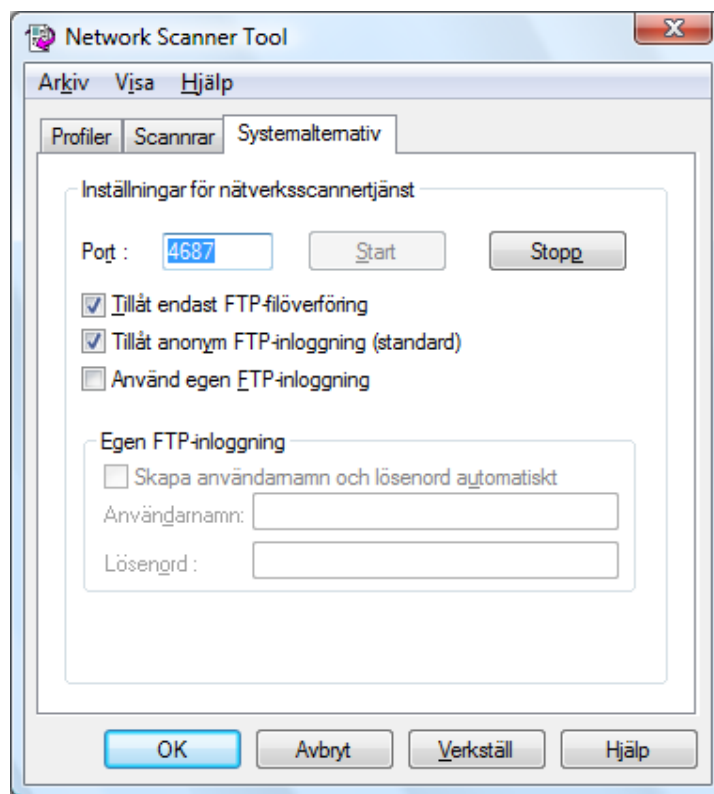 Network Scanner Tool
Arkiv Visa Hjälp
Profiler Scannrar Systemalternativ
Inställningar för nätverksscannertjänst
Port : 4687 Start Stopp
Tillåt endast FTP-filöverföring
Tillåt anonym FTP-inloggning (standard)
Använd egen FTP-inloggning
Egen FTP-inloggning
Skapa användarnamn och lösenord automatiskt
Användarnamn:
Lösenord :
OK Avbryt Verkställ Hjälp